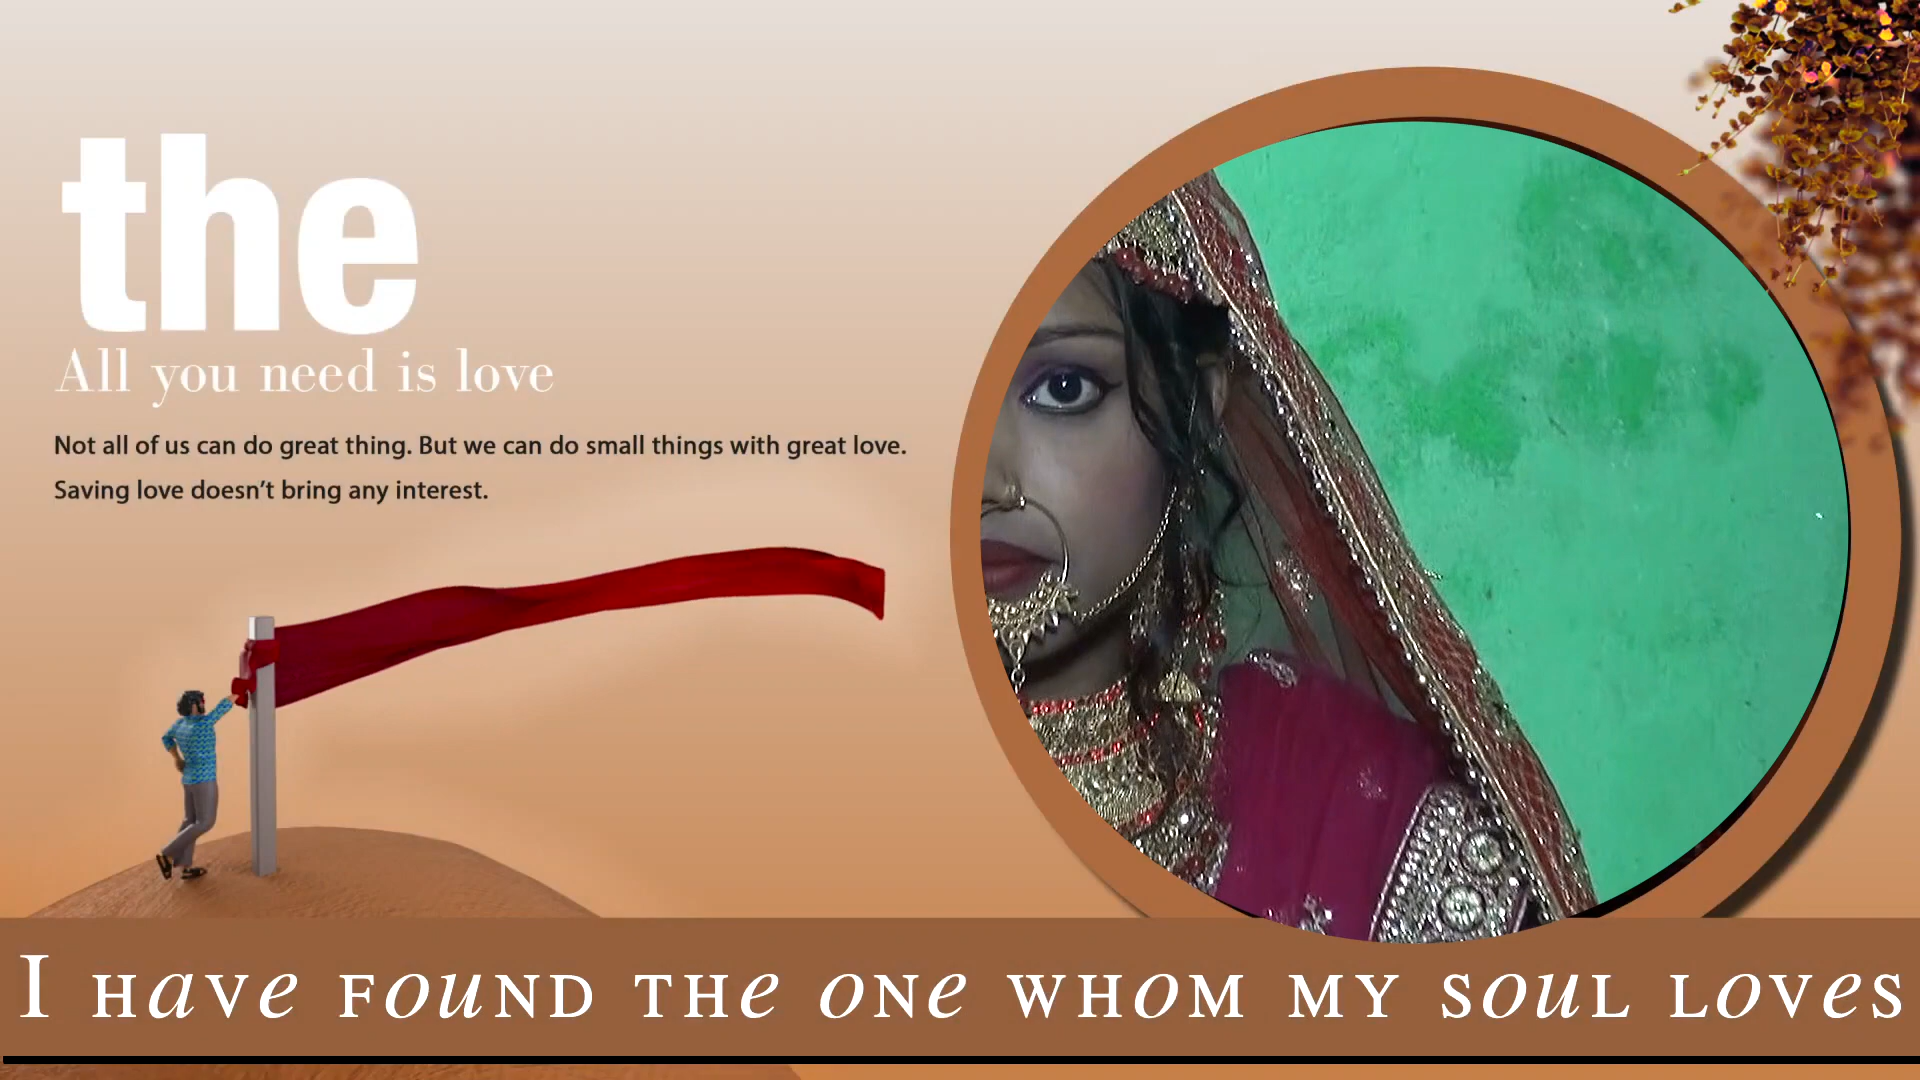 the
All you need is love
Not all of us can do great thing. But we can do small things with great love.
Saving love doesn't bring any interest.
I HaVe FouND THe oNe WHoM MY SouL LoVeS